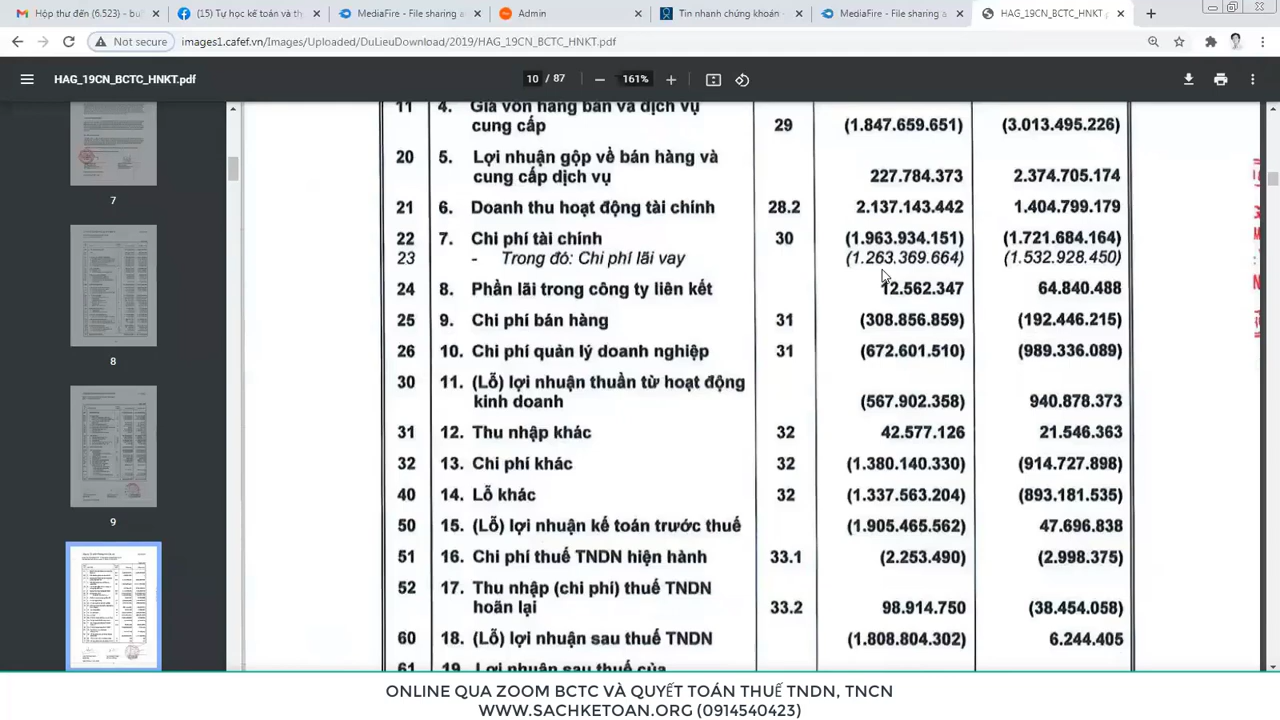 Hộp thư đến (6.523) - bu
(15) Tự học kế toán và th
MediaFire - File sharing a
Admin
Tin nhanh chứng khoán
MediaFire - File sharing a
HAG_19CN_BCTC_HNKT.p
Not secure
images1.cafef.vn/Images/Uploaded/DuLieuDownload/2019/HAG_19CN_BCTC_HNKT.pdf
HAG_19CN_BCTC_HNKT.pdf
10 / 87
161%
7
8
9
11 4. Giá vốn hàng bán và dịch vụ
cung cấp 29 (1.847.659.651) (3.013.495.226)
20 5. Lợi nhuận gộp về bán hàng và
cung cấp dịch vụ 227.784.373 2.374.705.174
21 6. Doanh thu hoạt động tài chính 28.2 2.137.143.442 1.404.799.179
22 7. Chi phí tài chính 30 (1.963.934.151) (1.721.684.164)
23 - Trong đó: Chi phí lãi vay (1.263.369.664) (1.532.928.450)
24 8. Phần lãi trong công ty liên kết 12.562.347 64.840.488
25 9. Chi phí bán hàng 31 (308.856.859) (192.446.215)
26 10. Chi phí quản lý doanh nghiệp 31 (672.601.510) (989.336.089)
30 11. (Lỗ) lợi nhuận thuần từ hoạt động
kinh doanh (567.902.358) 940.878.373
31 12. Thu nhập khác 32 42.577.126 21.546.363
32 13. Chi phí khác 32 (1.380.140.330) (914.727.898)
40 14. Lỗ khác 32 (1.337.563.204) (893.181.535)
50 15. (Lỗ) lợi nhuận kế toán trước thuế (1.905.465.562) 47.696.838
51 16. Chi phí thuế TNDN hiện hành 33.1 (2.253.490) (2.998.375)
52 17. Thu nhập (chi phí) thuế TNDN
hoãn lại 33.2 98.914.750 (38.454.058)
60 18. (Lỗ) lợi nhuận sau thuế TNDN (1.808.804.302) 6.244.405
61 19. Lợi nhuận sau thuế của
ONLINE QUA ZOOM BCTC VÀ QUYẾT TOÁN THUẾ TNDN, TNCN
WWW.SACHKETOAN.ORG (0914540423)